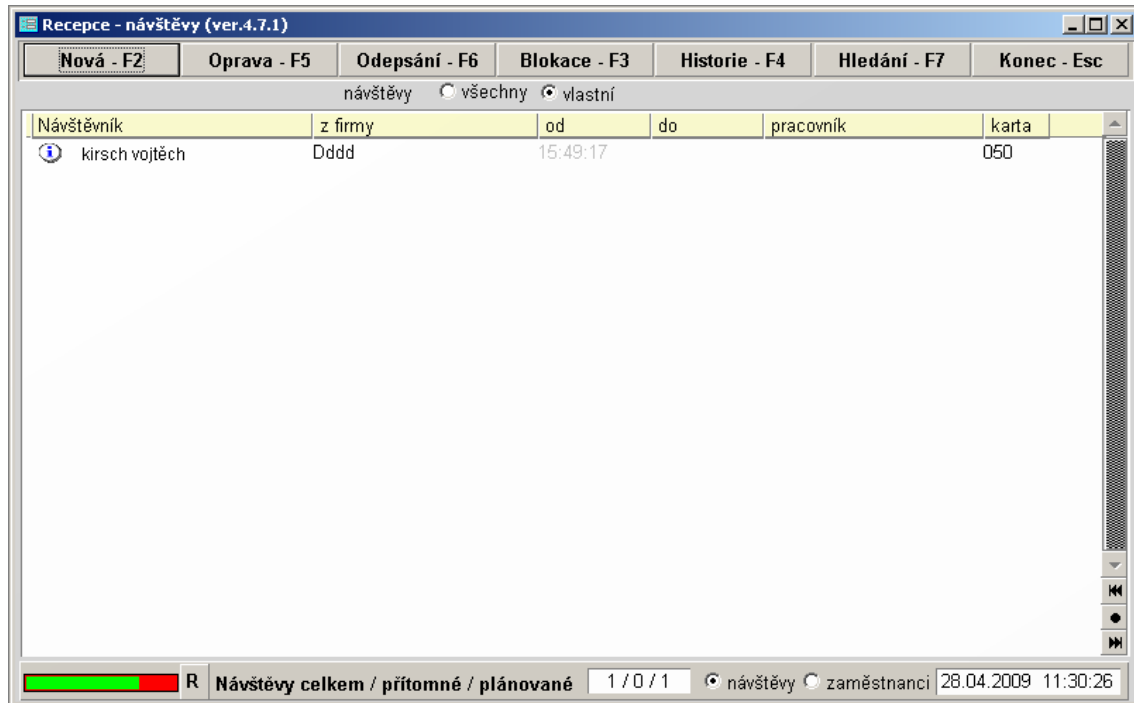 Recepce - návštěvy (ver.4.7.1)
Nová - F2 Oprava - F5 Odepsání - F6 Blokace - F3 Historie - F4 Hledání - F7 Konec - Esc
návštěvy všechny vlastní
Návštěvník z firmy od do pracovník karta
kirsch vojtěch Dddd 15:49:17 050
R Návštěvy celkem / přítomné / plánované 1 / 0 / 1 návštěvy zaměstnanci 28.04.2009 11:30:26